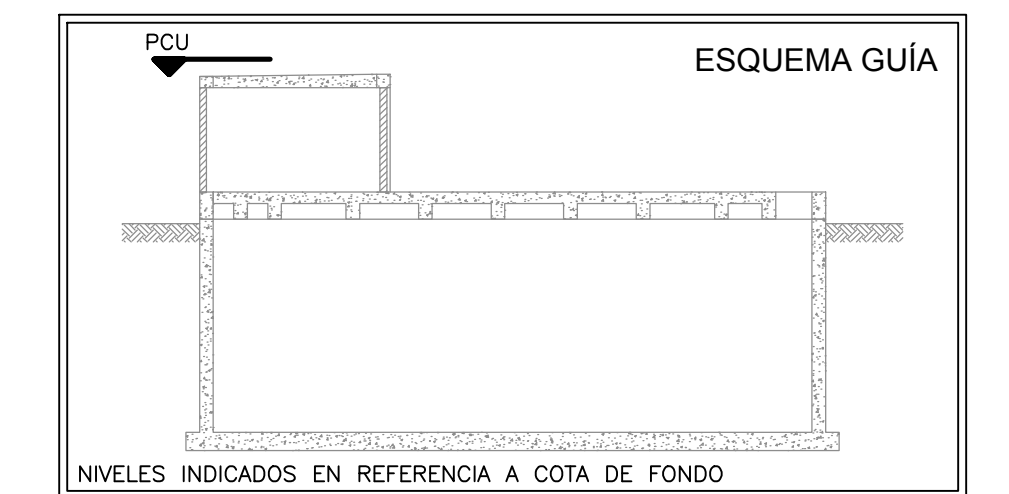 PCU
ESQUEMA GUÍA
NIVELES INDICADOS EN REFERENCIA A COTA DE FONDO